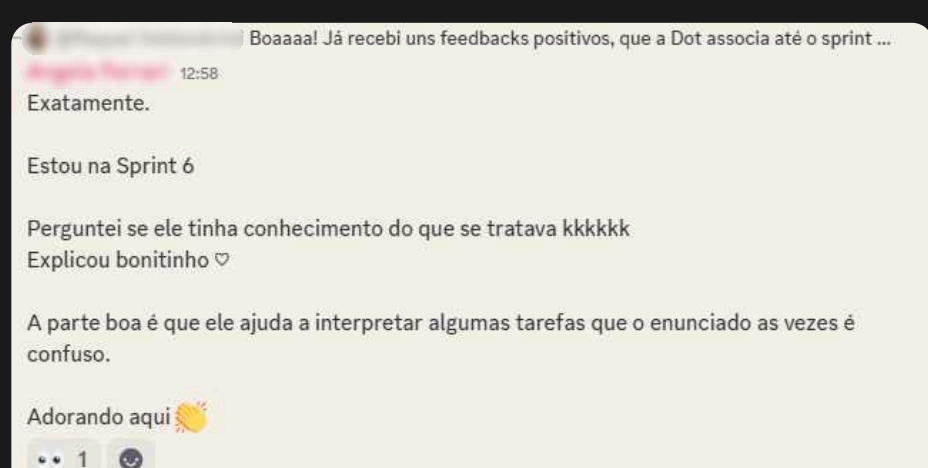 Boaaaa! Já recebi uns feedbacks positivos, que a Dot associa até o sprint ...
12:58
Exatamente.
Estou na Sprint 6
Perguntei se ele tinha conhecimento do que se tratava kkkkkk
Explicou bonitinho ♡
A parte boa é que ele ajuda a interpretar algumas tarefas que o enunciado as vezes é
confuso.
Adorando aqui 👏
👀 1